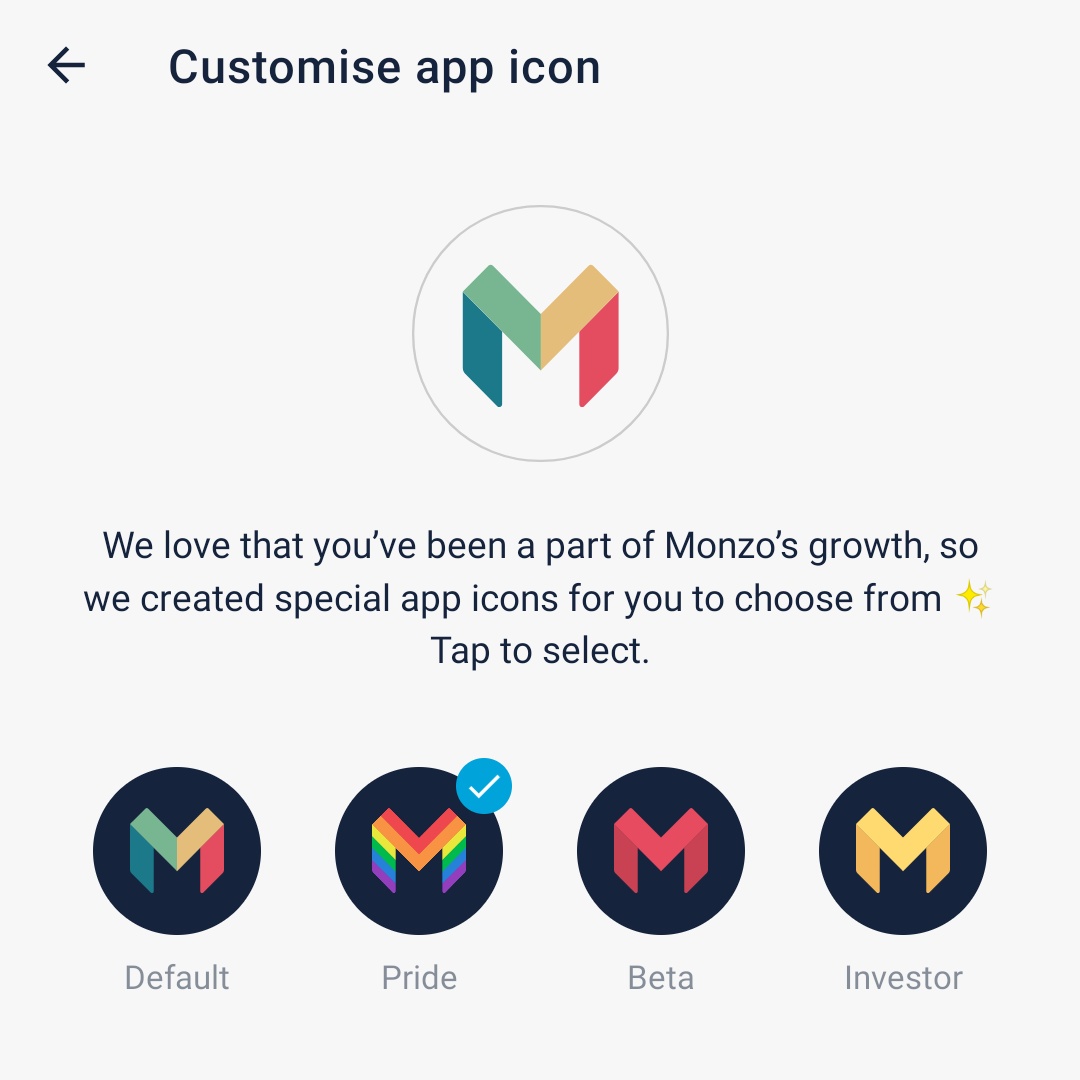 Customise app icon
We love that you’ve been a part of Monzo’s growth, so
we created special app icons for you to choose from ✨
Tap to select.
Default
Pride
Beta
Investor